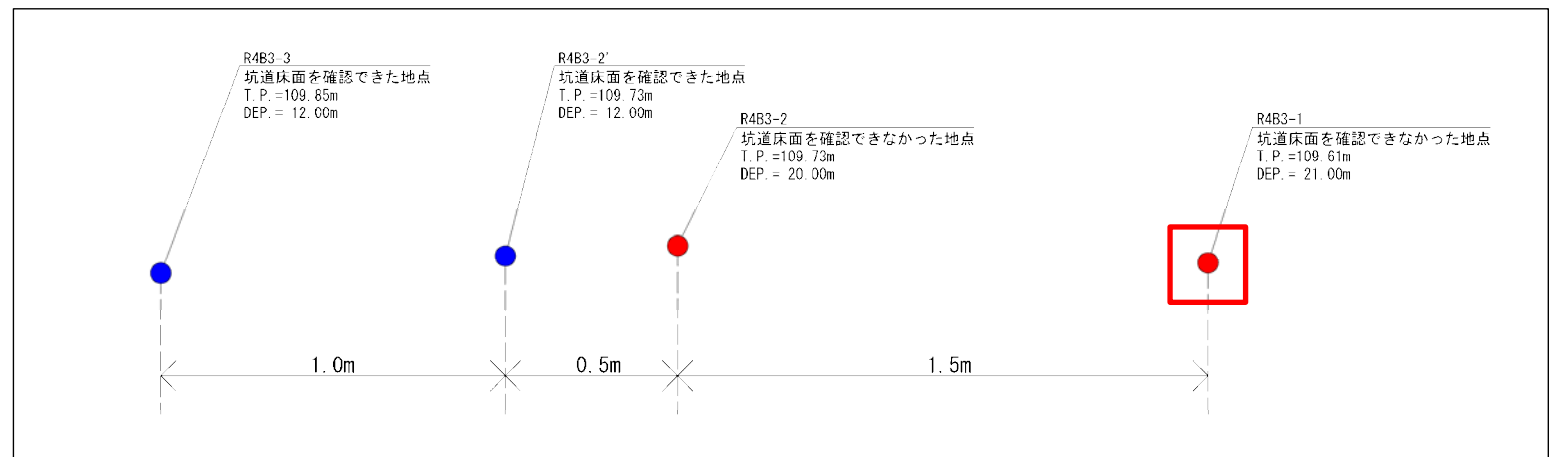 R4B3-3
坑道床面を確認できた地点
T.P.=109.85m
DEP.= 12.00m
R4B3-2'
坑道床面を確認できた地点
T.P.=109.73m
DEP.= 12.00m
R4B3-2
坑道床面を確認できなかった地点
T.P.=109.73m
DEP.= 20.00m
R4B3-1
坑道床面を確認できなかった地点
T.P.=109.61m
DEP.= 21.00m
1.0m
0.5m
1.5m